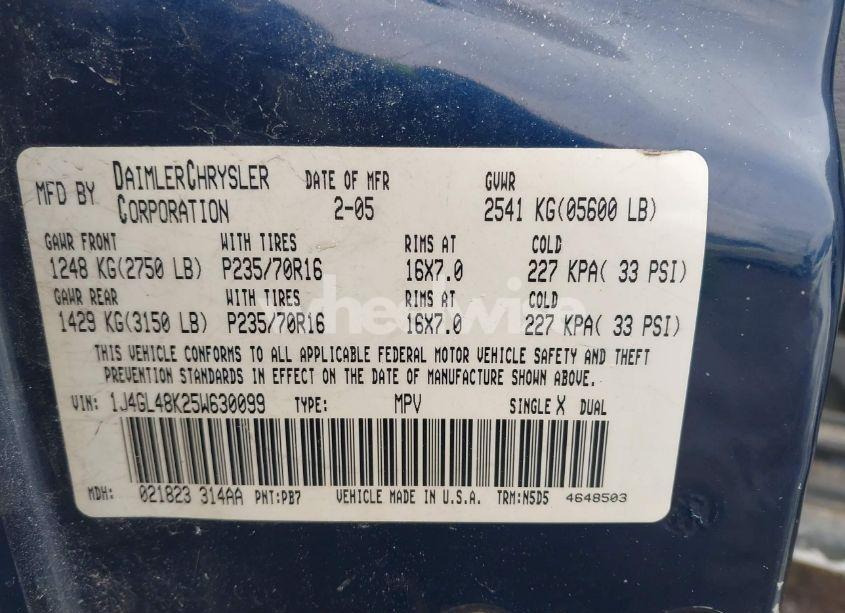 MFD BY DAIMLERCHRYSLER CORPORATION DATE OF MFR 2-05 GVWR 2541 KG(05600 LB)
GAWR FRONT WITH TIRES RIMS AT COLD
1248 KG(2750 LB) P235/70R16 16X7.0 227 KPA( 33 PSI)
GAWR REAR WITH TIRES RIMS AT COLD
1429 KG(3150 LB) P235/70R16 16X7.0 227 KPA( 33 PSI)
THIS VEHICLE CONFORMS TO ALL APPLICABLE FEDERAL MOTOR VEHICLE SAFETY AND THEFT
PREVENTION STANDARDS IN EFFECT ON THE DATE OF MANUFACTURE SHOWN ABOVE.
VIN: 1J4GL48K25W630099 TYPE: MPV SINGLE X DUAL
MDH: 021823 314AA PNT:PB7 VEHICLE MADE IN U.S.A. TRM:N5D5 4648503